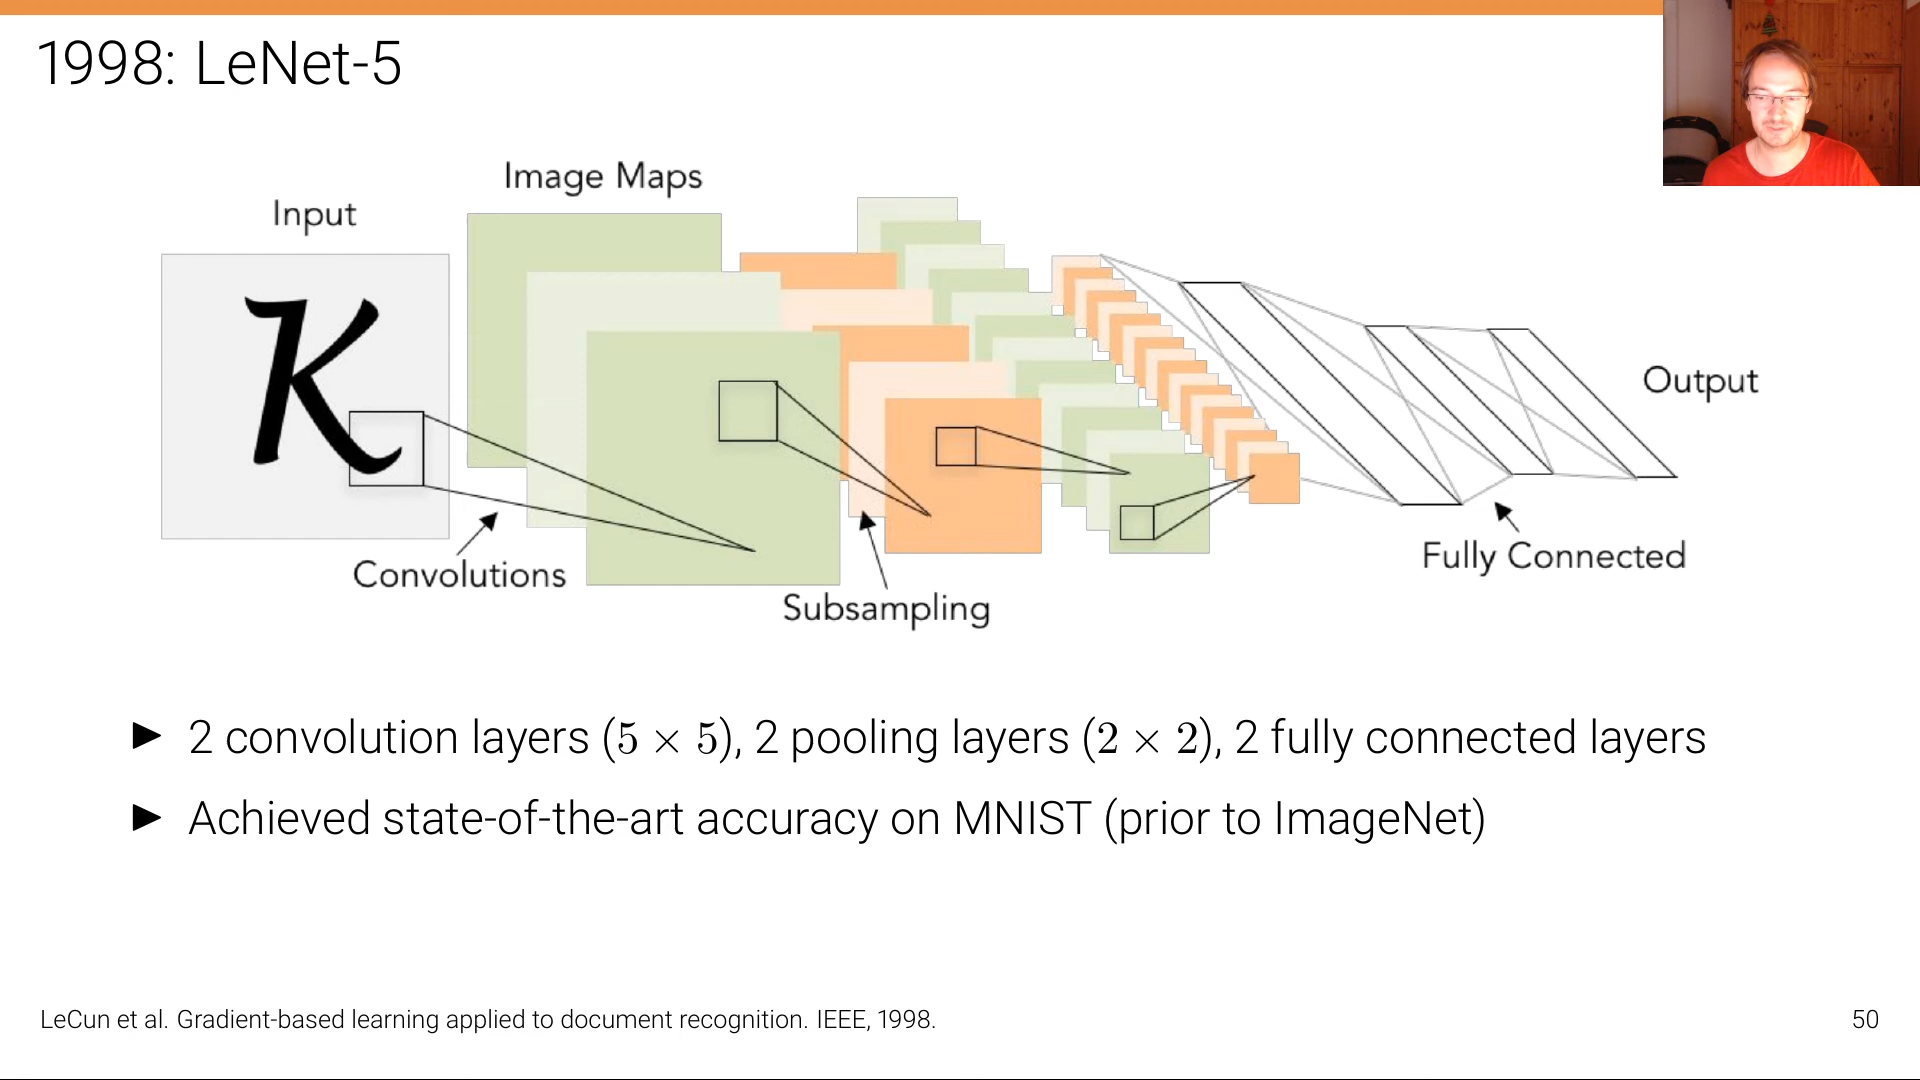 1998: LeNet-5
Image Maps
Input
K
Output
Convolutions
Subsampling
Fully Connected
► 2 convolution layers (5 × 5), 2 pooling layers (2 × 2), 2 fully connected layers
► Achieved state-of-the-art accuracy on MNIST (prior to ImageNet)
LeCun et al. Gradient-based learning applied to document recognition. IEEE, 1998.
50